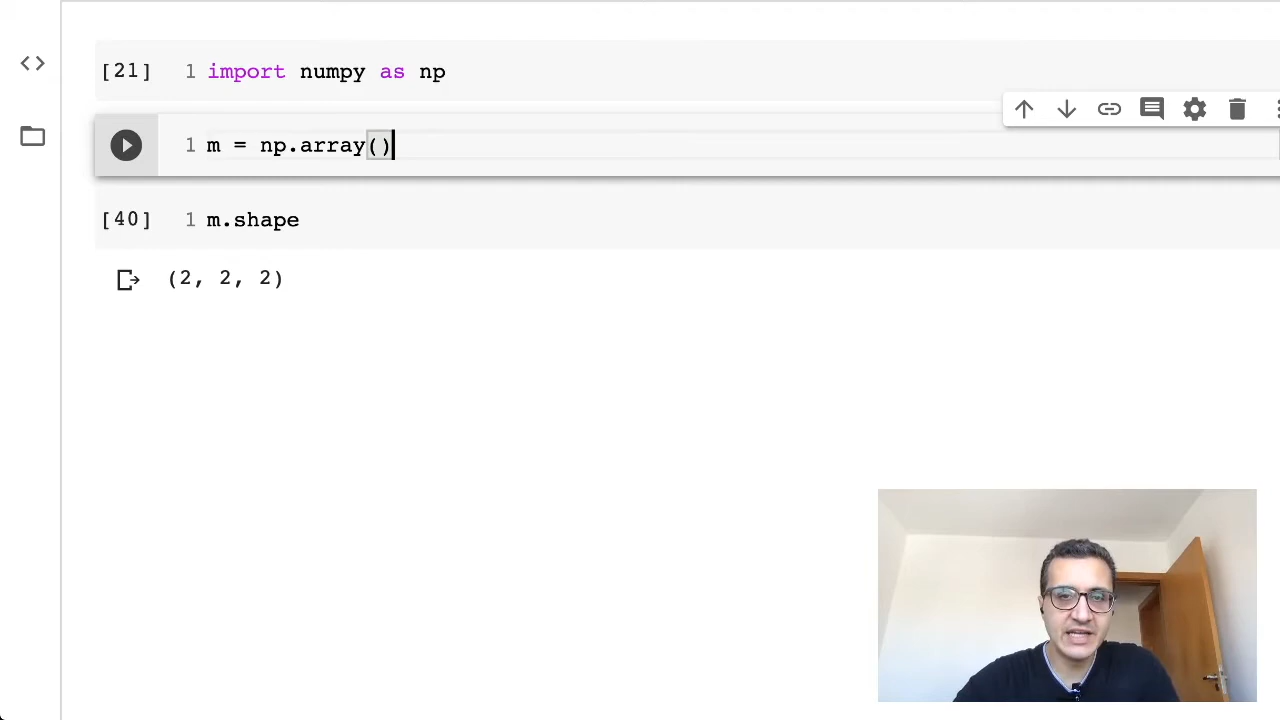 [21] 1 import numpy as np
1 m = np.array()
[40] 1 m.shape
(2, 2, 2)